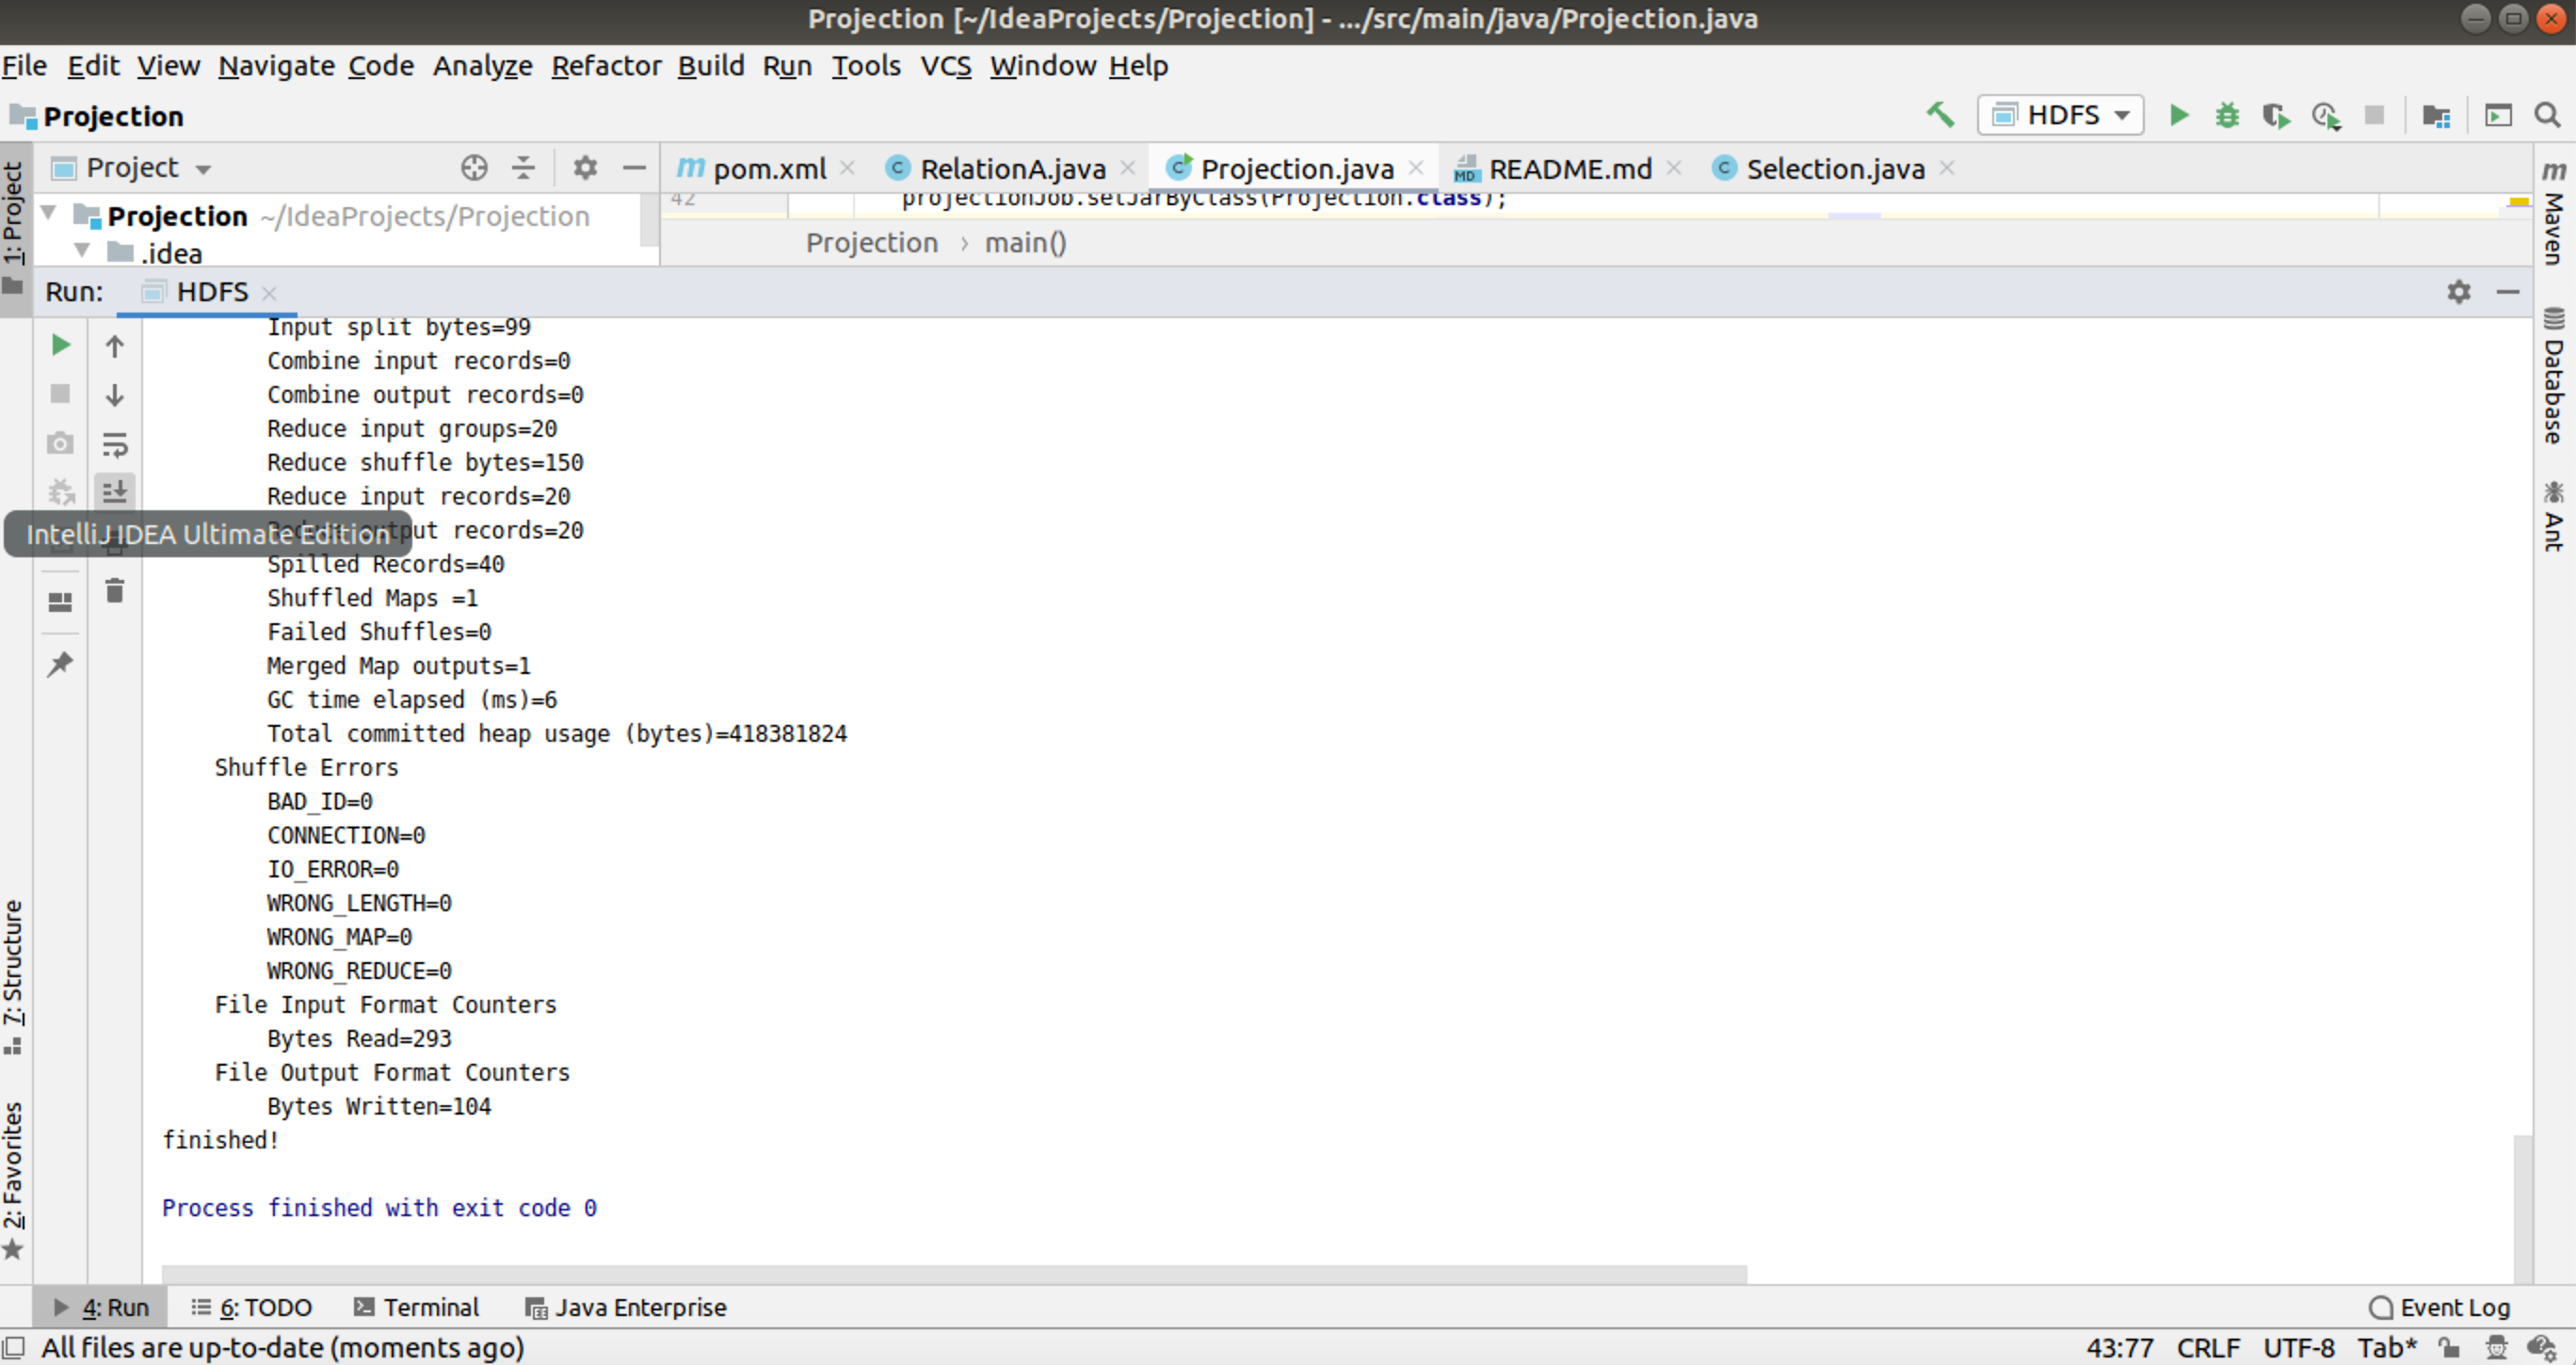 Projection [~/IdeaProjects/Projection] - .../src/main/java/Projection.java
File Edit View Navigate Code Analyze Refactor Build Run Tools VCS Window Help
Projection
HDFS
1: Project
Project
pom.xml
RelationA.java
Projection.java
README.md
Selection.java
Projection ~/IdeaProjects/Projection
.idea
42 projectionJob.setJarByClass(Projection.class);
Projection › main()
Maven
Database
Ant
Run: HDFS
Input split bytes=99
Combine input records=0
Combine output records=0
Reduce input groups=20
Reduce shuffle bytes=150
Reduce input records=20
IntelliJ IDEA Ultimate Edition
output records=20
Spilled Records=40
Shuffled Maps =1
Failed Shuffles=0
Merged Map outputs=1
GC time elapsed (ms)=6
Total committed heap usage (bytes)=418381824
Shuffle Errors
BAD_ID=0
CONNECTION=0
IO_ERROR=0
WRONG_LENGTH=0
WRONG_MAP=0
WRONG_REDUCE=0
File Input Format Counters
Bytes Read=293
File Output Format Counters
Bytes Written=104
finished!
Process finished with exit code 0
7: Structure
2: Favorites
4: Run
6: TODO
Terminal
Java Enterprise
Event Log
All files are up-to-date (moments ago)
43:77 CRLF UTF-8 Tab*